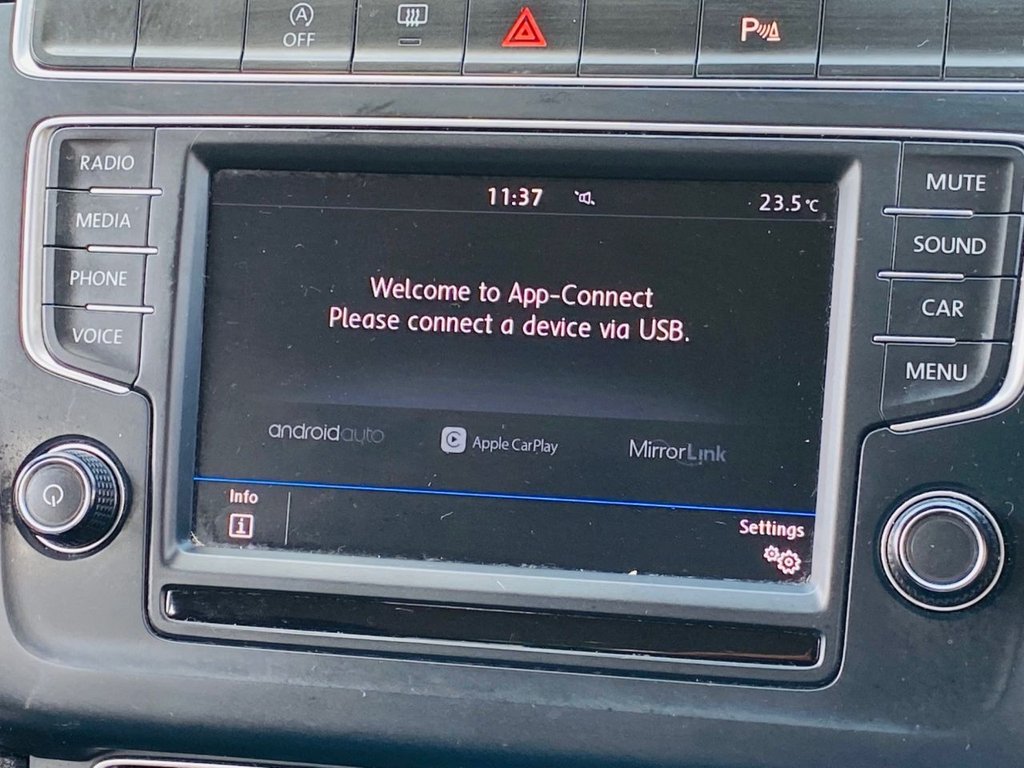 A
OFF
P
RADIO
MEDIA
PHONE
VOICE
11:37
23.5°C
Welcome to App-Connect
Please connect a device via USB.
androidauto
Apple CarPlay
MirrorLink
Info
i
Settings
MUTE
SOUND
CAR
MENU